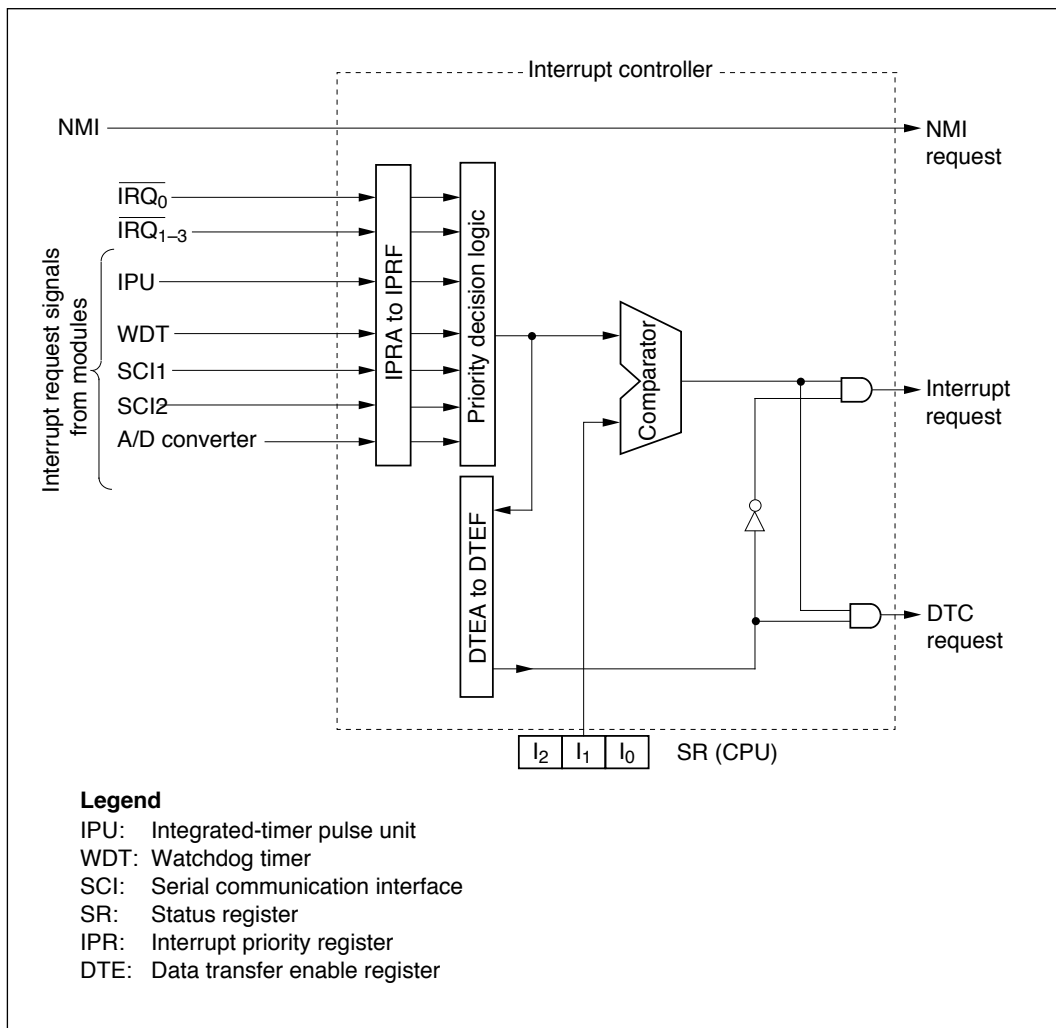 Interrupt controller
NMI
NMI
request
IRQ0
IRQ1–3
Interrupt request signals
from modules
IPU
WDT
SCI1
SCI2
A/D converter
IPRA to IPRF
Priority decision logic
Comparator
Interrupt
request
DTEA to DTEF
DTC
request
I2 I1 I0 SR (CPU)
Legend
IPU: Integrated-timer pulse unit
WDT: Watchdog timer
SCI: Serial communication interface
SR: Status register
IPR: Interrupt priority register
DTE: Data transfer enable register